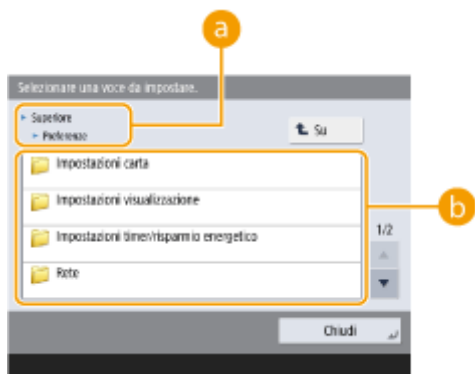 a
Selezionare una voce da impostare.
Superiore
Preferenze
Su
Impostazioni carta
Impostazioni visualizzazione
b
Impostazioni timer/risparmio energetico
1/2
Rete
Chiudi